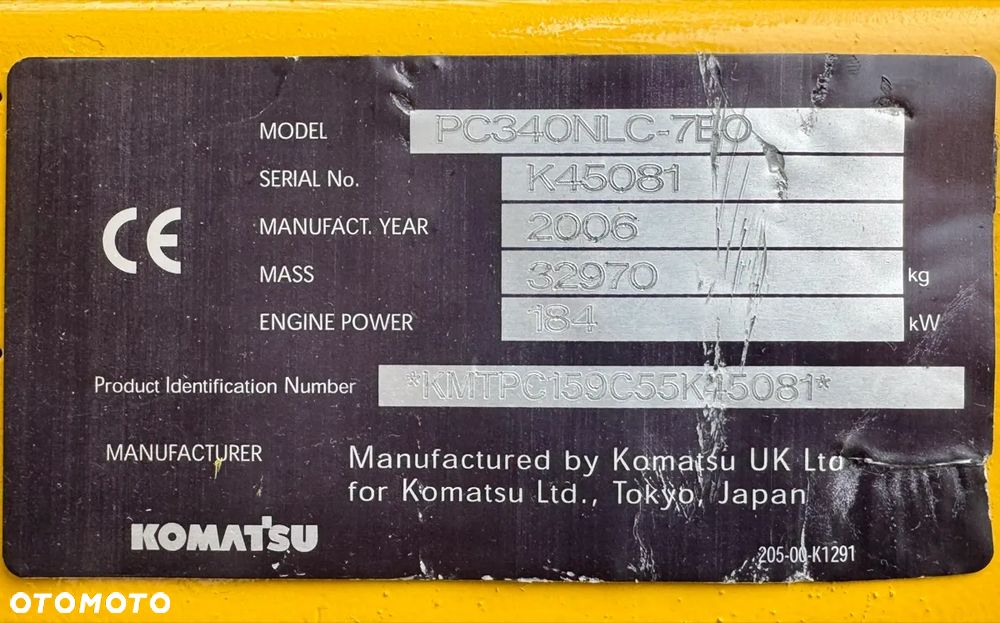 MODEL PC340NLC-7E0
SERIAL No. K45081
MANUFACT. YEAR 2006
CE
MASS 32970 kg
ENGINE POWER 184 kW
Product Identification Number *KMTPC159C55K45081*
MANUFACTURER Manufactured by Komatsu UK Ltd
for Komatsu Ltd., Tokyo, Japan
KOMATSU
205-00-K1291
OTOMOTO